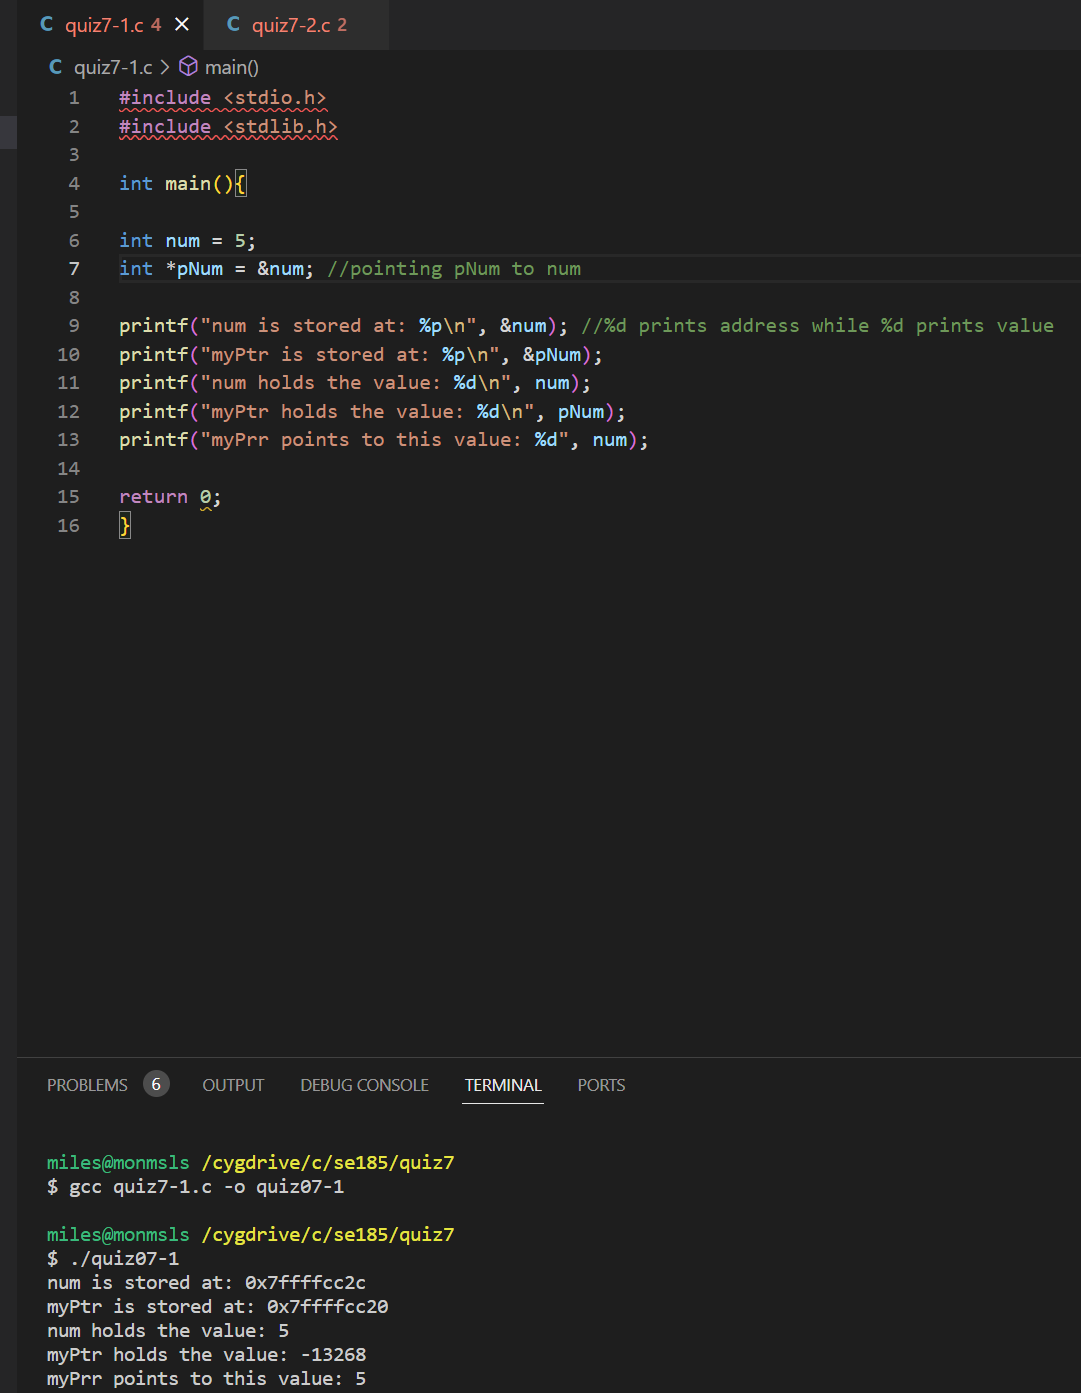 C quiz7-1.c 4 × C quiz7-2.c 2
C quiz7-1.c > main()
1 #include <stdio.h>
2 #include <stdlib.h>
3
4 int main(){
5
6 int num = 5;
7 int *pNum = &num; //pointing pNum to num
8
9 printf("num is stored at: %p\n", &num); //%d prints address while %d prints value
10 printf("myPtr is stored at: %p\n", &pNum);
11 printf("num holds the value: %d\n", num);
12 printf("myPtr holds the value: %d\n", pNum);
13 printf("myPrr points to this value: %d", num);
14
15 return 0;
16 }
PROBLEMS 6 OUTPUT DEBUG CONSOLE TERMINAL PORTS
miles@monmsls /cygdrive/c/se185/quiz7
$ gcc quiz7-1.c -o quiz07-1
miles@monmsls /cygdrive/c/se185/quiz7
$ ./quiz07-1
num is stored at: 0x7ffffcc2c
myPtr is stored at: 0x7ffffcc20
num holds the value: 5
myPtr holds the value: -13268
myPrr points to this value: 5